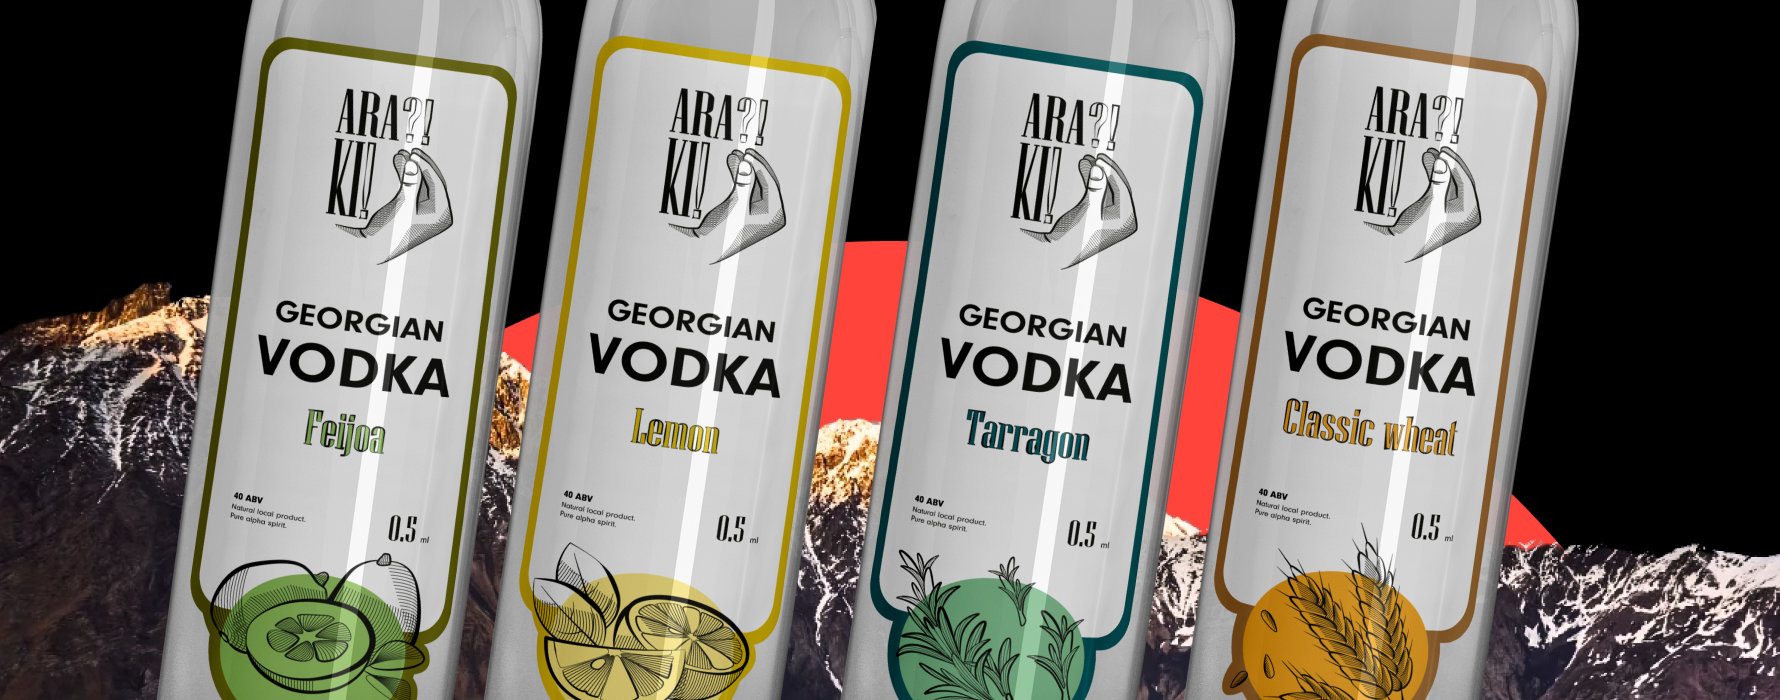 ARA?!
KI!
GEORGIAN
VODKA
Feijoa
40 ABV
Natural local product.
Pure alpha spirit.
0.5 ml
ARA?!
KI!
GEORGIAN
VODKA
Lemon
40 ABV
Natural local product.
Pure alpha spirit.
0.5 ml
ARA?!
KI!
GEORGIAN
VODKA
Tarragon
40 ABV
Natural local product.
Pure alpha spirit.
0.5 ml
ARA?!
KI!
GEORGIAN
VODKA
Classic wheat
40 ABV
Natural local product.
Pure alpha spirit.
0.5 ml